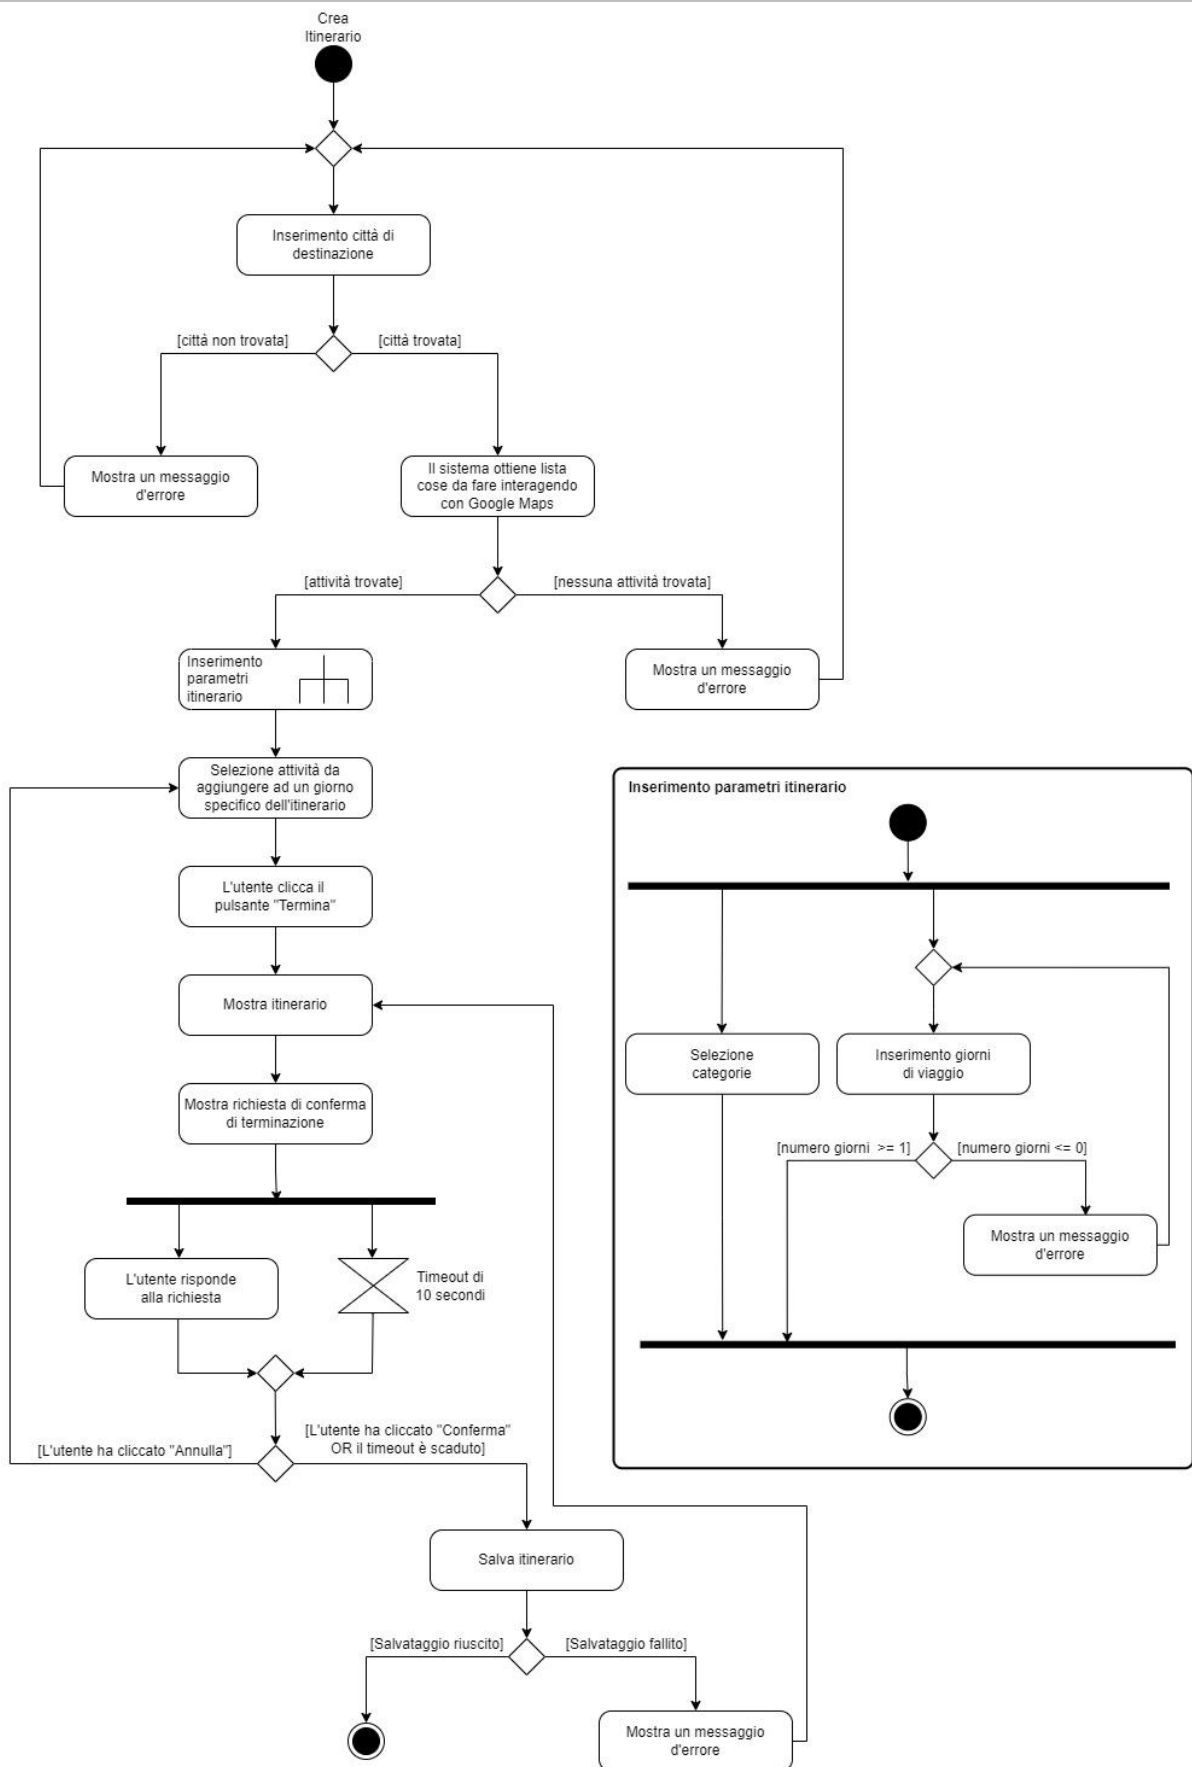 Crea
Itinerario
Inserimento città di
destinazione
[città non trovata]
[città trovata]
Mostra un messaggio
d'errore
Il sistema ottiene lista
cose da fare interagendo
con Google Maps
[attività trovate]
[nessuna attività trovata]
Inserimento
parametri
itinerario
Mostra un messaggio
d'errore
Selezione attività da
aggiungere ad un giorno
specifico dell'itinerario
L'utente clicca il
pulsante "Termina"
Mostra itinerario
Mostra richiesta di conferma
di terminazione
L'utente risponde
alla richiesta
Timeout di
10 secondi
[L'utente ha cliccato "Annulla"]
[L'utente ha cliccato "Conferma"
OR il timeout è scaduto]
Salva itinerario
[Salvataggio riuscito]
[Salvataggio fallito]
Mostra un messaggio
d'errore
Inserimento parametri itinerario
Selezione
categorie
Inserimento giorni
di viaggio
[numero giorni >= 1]
[numero giorni <= 0]
Mostra un messaggio
d'errore